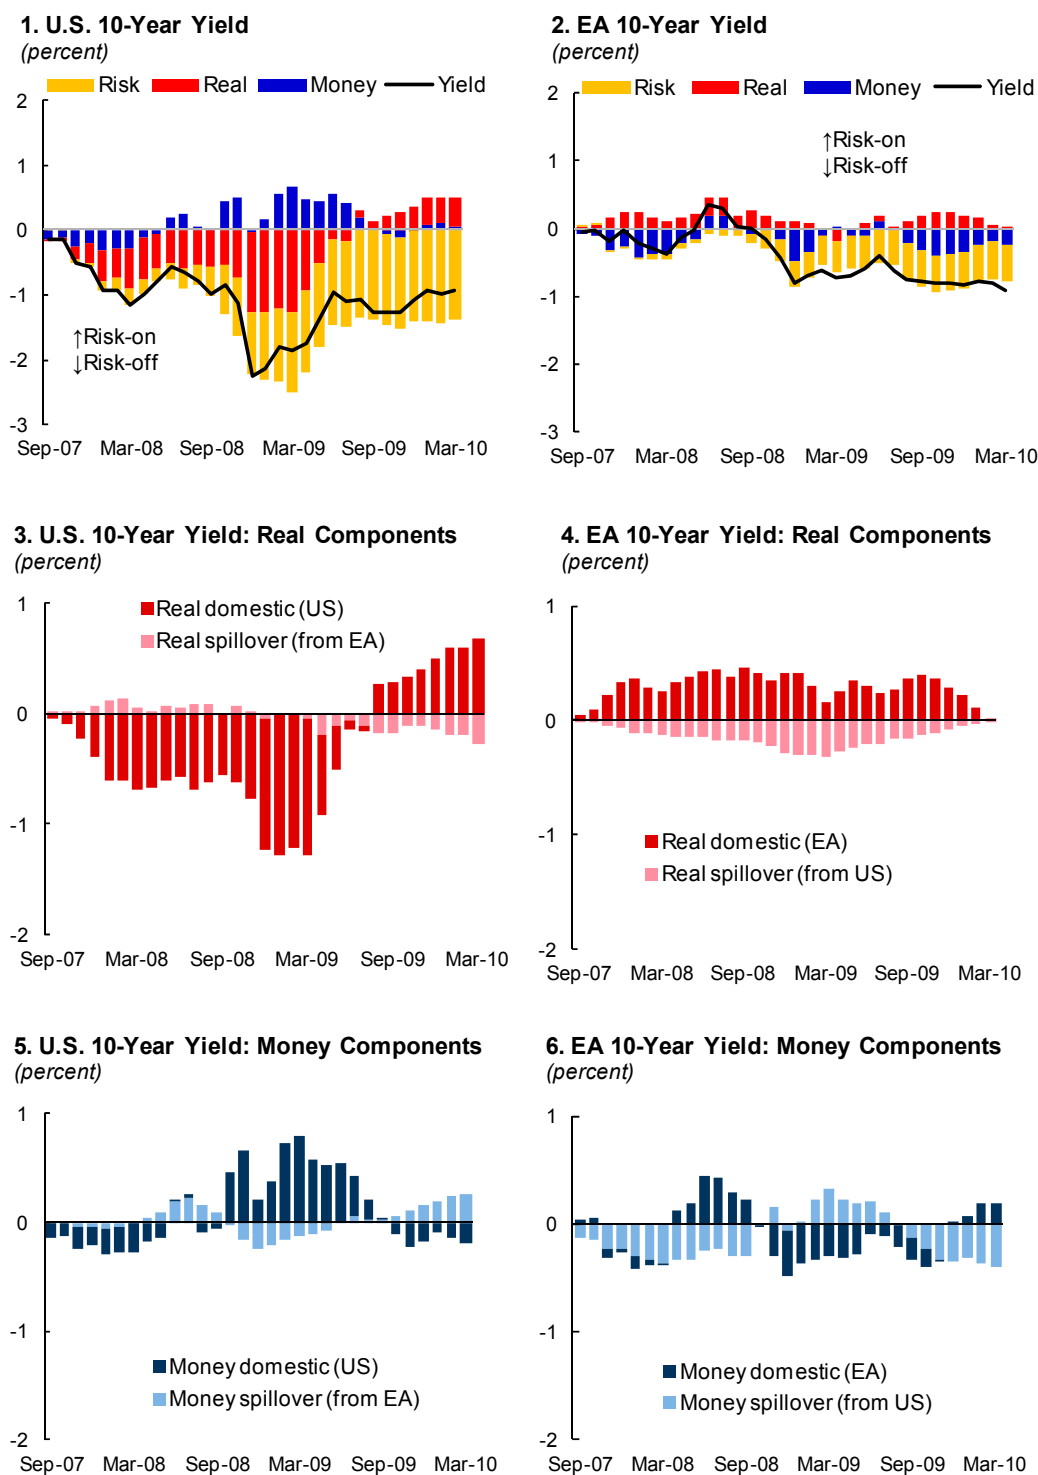 1. U.S. 10-Year Yield
(percent)
Risk Real Money Yield
2
1
0
-1
-2
-3
↑Risk-on
↓Risk-off
Sep-07 Mar-08 Sep-08 Mar-09 Sep-09 Mar-10
2. EA 10-Year Yield
(percent)
Risk Real Money Yield
2
1
0
-1
-2
-3
↑Risk-on
↓Risk-off
Sep-07 Mar-08 Sep-08 Mar-09 Sep-09 Mar-10
3. U.S. 10-Year Yield: Real Components
(percent)
1
0
-1
-2
Real domestic (US)
Real spillover (from EA)
Sep-07 Mar-08 Sep-08 Mar-09 Sep-09 Mar-10
4. EA 10-Year Yield: Real Components
(percent)
1
0
-1
-2
Real domestic (EA)
Real spillover (from US)
Sep-07 Mar-08 Sep-08 Mar-09 Sep-09 Mar-10
5. U.S. 10-Year Yield: Money Components
(percent)
1
0
-1
-2
Money domestic (US)
Money spillover (from EA)
Sep-07 Mar-08 Sep-08 Mar-09 Sep-09 Mar-10
6. EA 10-Year Yield: Money Components
(percent)
1
0
-1
-2
Money domestic (EA)
Money spillover (from US)
Sep-07 Mar-08 Sep-08 Mar-09 Sep-09 Mar-10